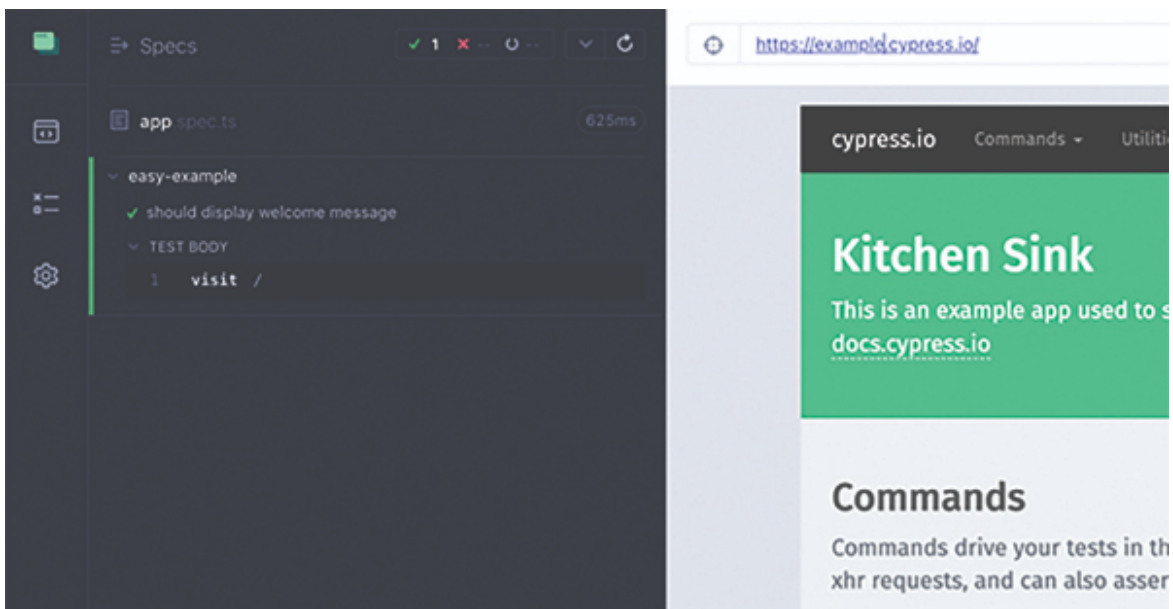 Specs
1 -- --
app.spec.ts
625ms
easy-example
should display welcome message
TEST BODY
1 visit /
https://example.cypress.io/
cypress.io Commands Utiliti
Kitchen Sink
This is an example app used to s
docs.cypress.io
Commands
Commands drive your tests in th
xhr requests, and can also asser